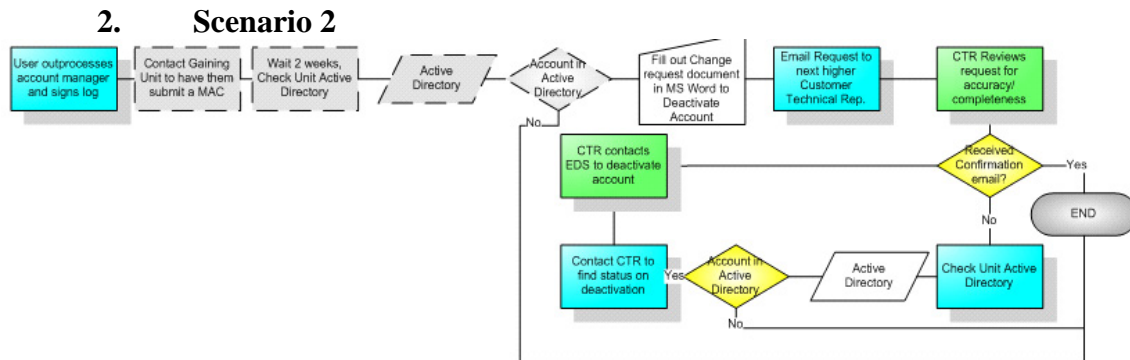 2. Scenario 2
User outprocesses
account manager
and signs log
Contact Gaining
Unit to have them
submit a MAC
Wait 2 weeks,
Check Unit Active
Directory
Active
Directory
Account in
Active
Directory
Fill out Change
request document
in MS Word to
Deactivate
Account
Email Request to
next higher
Customer
Technical Rep.
CTR Reviews
request for
accuracy/
completeness
No
CTR contacts
EDS to deactivate
account
Received
Confirmation
email?
Yes
END
No
Contact CTR to
find status on
deactivation
Yes
Account in
Active
Directory
Active
Directory
Check Unit Active
Directory
No